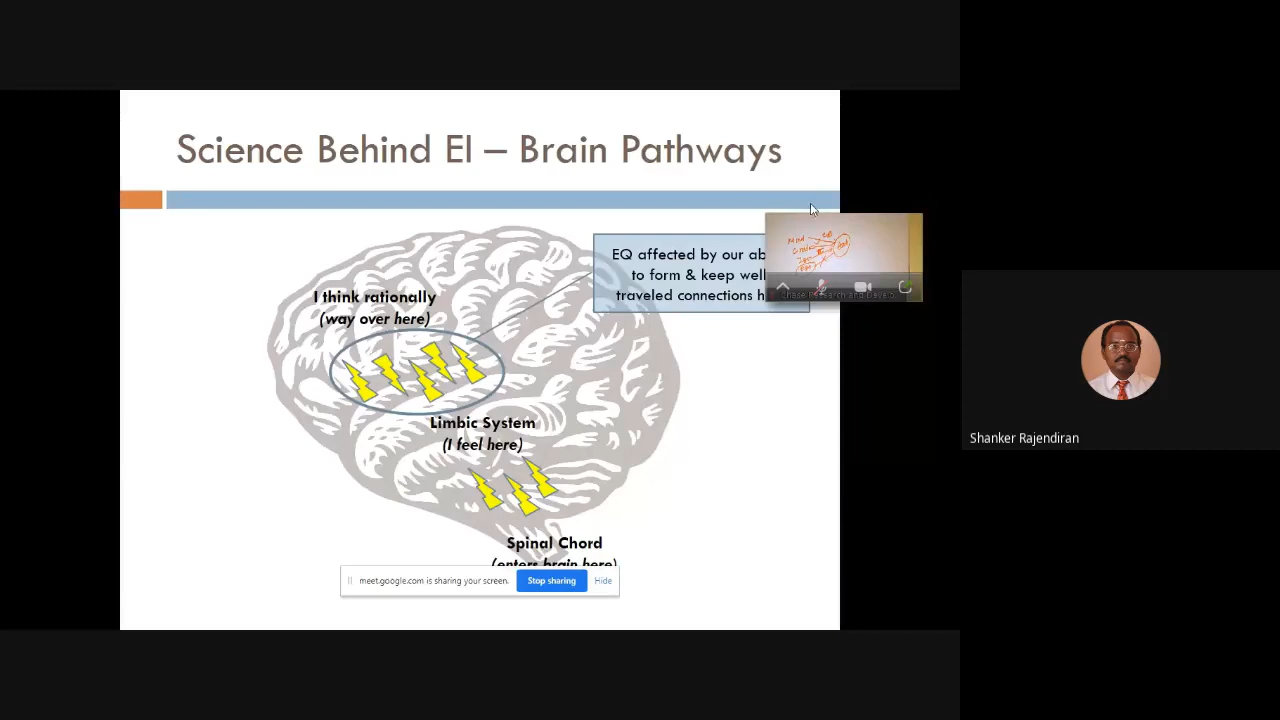 Science Behind EI – Brain Pathways
EQ affected by our
to form & keep well
traveled connections
I think rationally
(way over here)
Limbic System
(I feel here)
Spinal Chord
(enters brain here)
meet.google.com is sharing your screen.
Stop sharing
Hide
Shanker Rajendiran